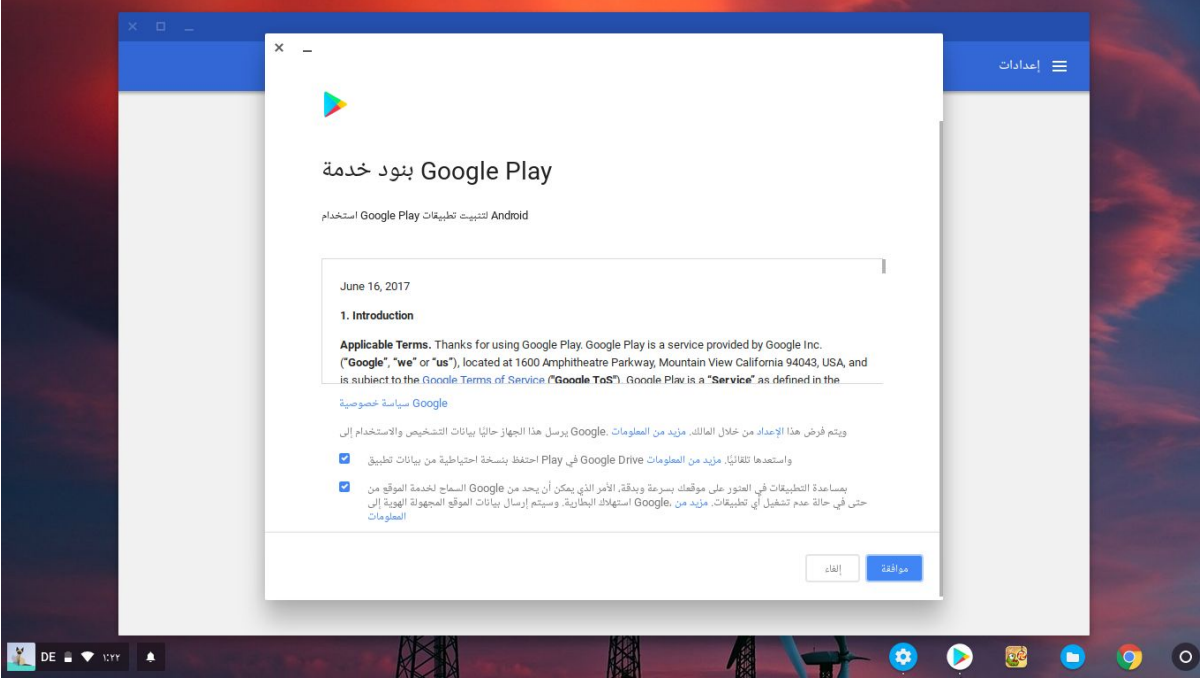 إعدادات
بنود خدمة Google Play
استخدام Google Play لتثبيت تطبيقات Android
June 16, 2017
1. Introduction
Applicable Terms. Thanks for using Google Play. Google Play is a service provided by Google Inc.
("Google", "we" or "us"), located at 1600 Amphitheatre Parkway, Mountain View California 94043, USA, and
is subject to the Google Terms of Service ("Google ToS"). Google Play is a "Service" as defined in the
سياسة خصوصية Google
يرسل هذا الجهاز حاليًا بيانات التشخيص والاستخدام إلى Google. ويتم فرض هذا الإعداد من خلال المالك. مزيد من المعلومات
احتفظ بنسخة احتياطية من بيانات تطبيق Play في Google Drive واستعدها تلقائيًا. مزيد من المعلومات
السماح لخدمة الموقع من Google بمساعدة التطبيقات في العثور على موقعك بسرعة وبدقة، الأمر الذي يمكن أن يحد من
استهلاك البطارية. وسيتم إرسال بيانات الموقع المجهولة الهوية إلى Google، حتى في حالة عدم تشغيل أي تطبيقات. مزيد من
المعلومات
موافقة
إلغاء
DE ١:٢٢